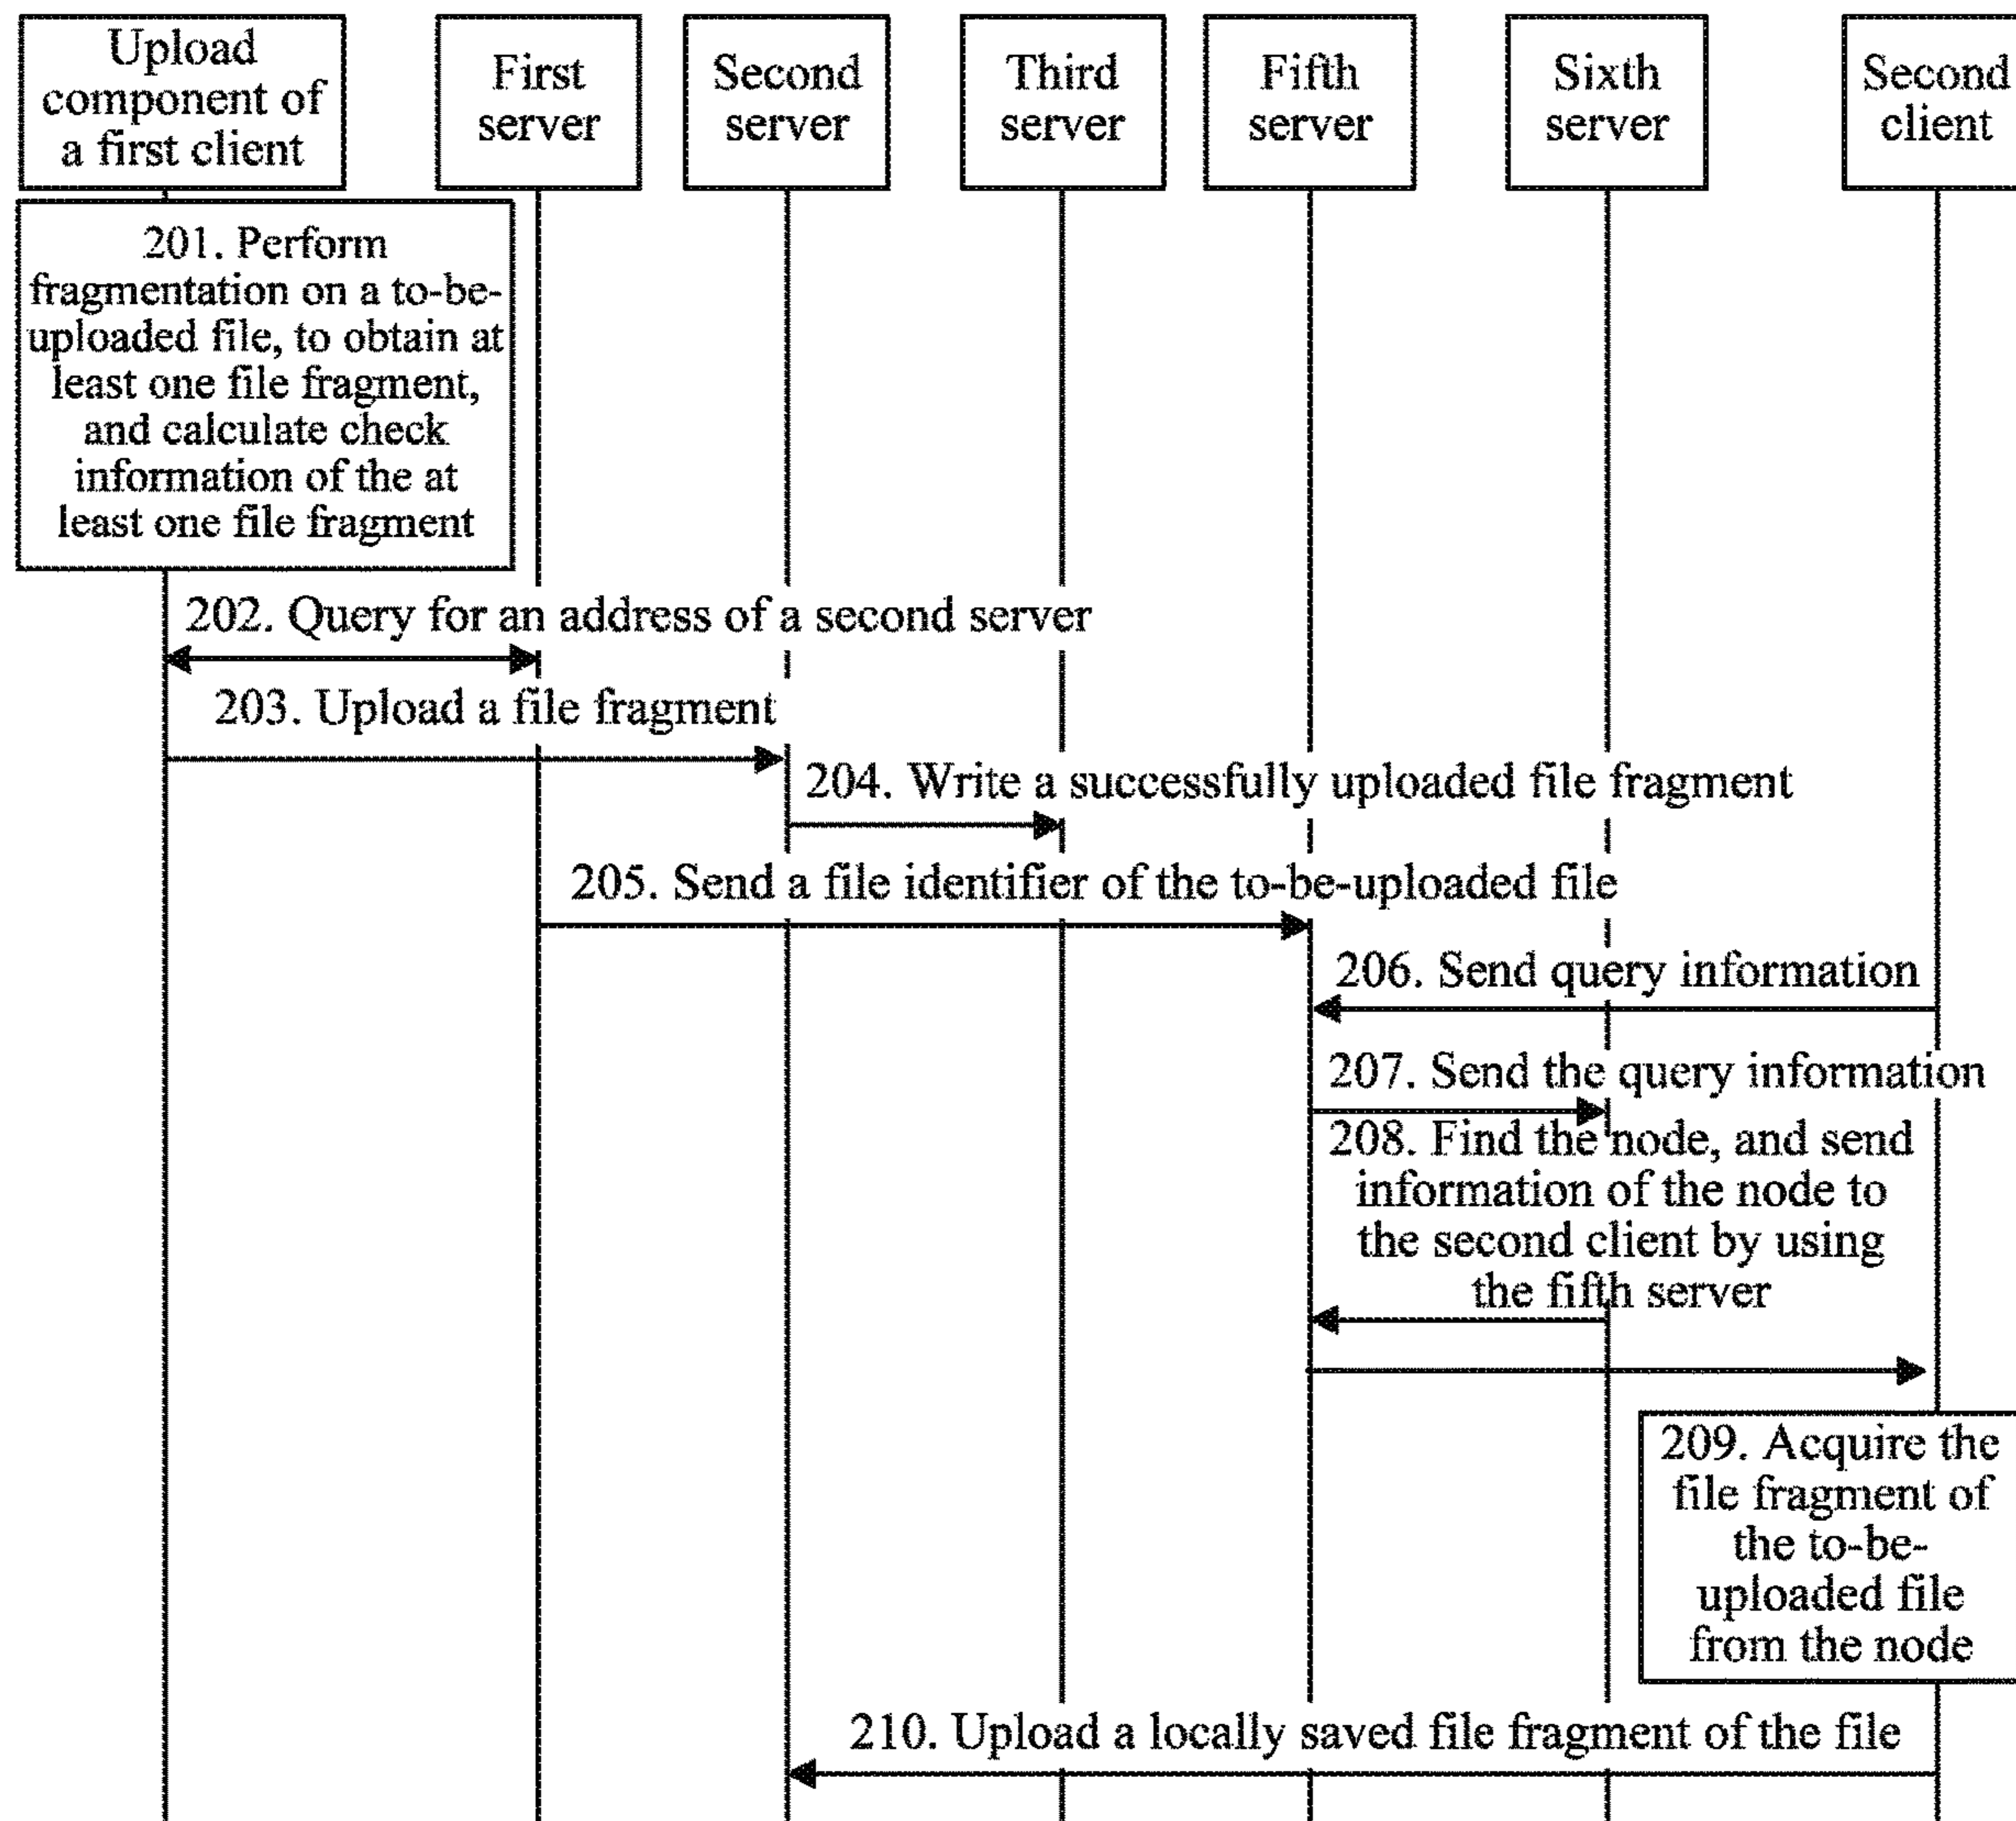 Upload
component of
a first client
First
server
Second
server
Third
server
Fifth
server
Sixth
server
Second
client
201. Perform
fragmentation on a to-be-
uploaded file, to obtain at
least one file fragment,
and calculate check
information of the at
least one file fragment
202. Query for an address of a second server
203. Upload a file fragment
204. Write a successfully uploaded file fragment
205. Send a file identifier of the to-be-uploaded file
206. Send query information
207. Send the query information
208. Find the node, and send
information of the node to
the second client by using
the fifth server
209. Acquire the
file fragment of
the to-be-
uploaded file
from the node
210. Upload a locally saved file fragment of the file